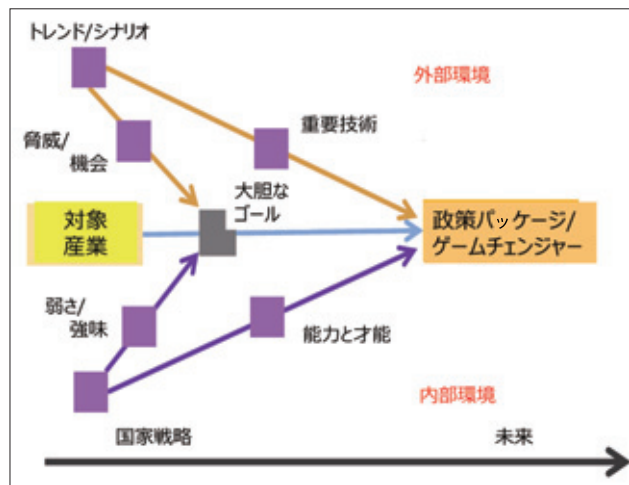 トレンド/シナリオ
外部環境
脅威/
機会
重要技術
大胆な
ゴール
対象
産業
政策パッケージ/
ゲームチェンジャー
弱さ/
強味
能力と才能
内部環境
国家戦略
未来